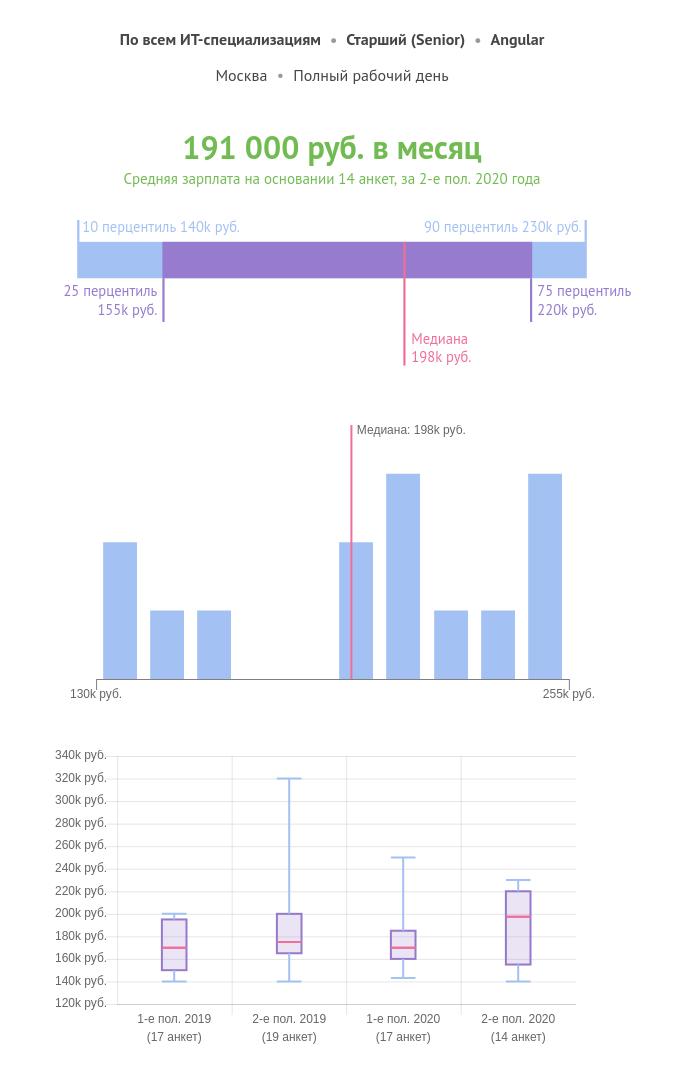 По всем ИТ-специализациям • Старший (Senior) • Angular
Москва • Полный рабочий день
191 000 руб. в месяц
Средняя зарплата на основании 14 анкет, за 2-е пол. 2020 года
10 перцентиль 140k руб.
90 перцентиль 230k руб.
25 перцентиль
155k руб.
75 перцентиль
220k руб.
Медиана
198k руб.
Медиана: 198k руб.
130k руб.
255k руб.
340k руб.
320k руб.
300k руб.
280k руб.
260k руб.
240k руб.
220k руб.
200k руб.
180k руб.
160k руб.
140k руб.
120k руб.
1-е пол. 2019
(17 анкет)
2-е пол. 2019
(19 анкет)
1-е пол. 2020
(17 анкет)
2-е пол. 2020
(14 анкет)